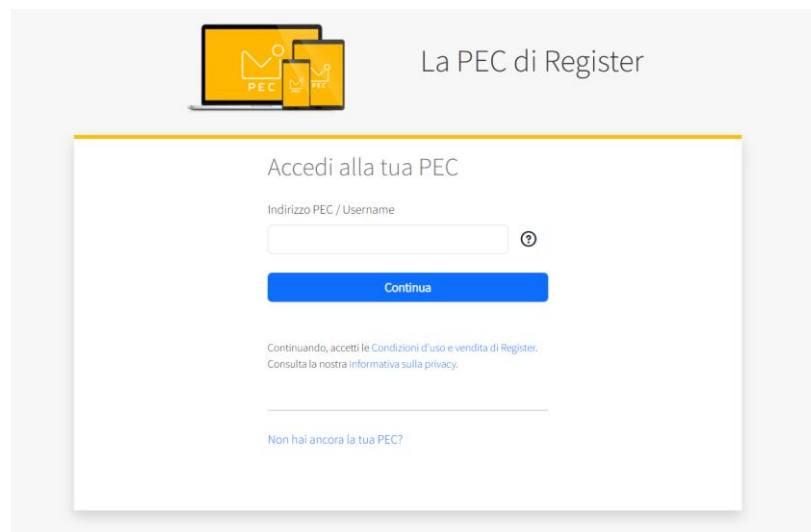 PEC
PEC
La PEC di Register
Accedi alla tua PEC
Indirizzo PEC / Username
Continua
Continuando, accetti le Condizioni d'uso e vendita di Register.
Consulta la nostra informativa sulla privacy.
Non hai ancora la tua PEC?